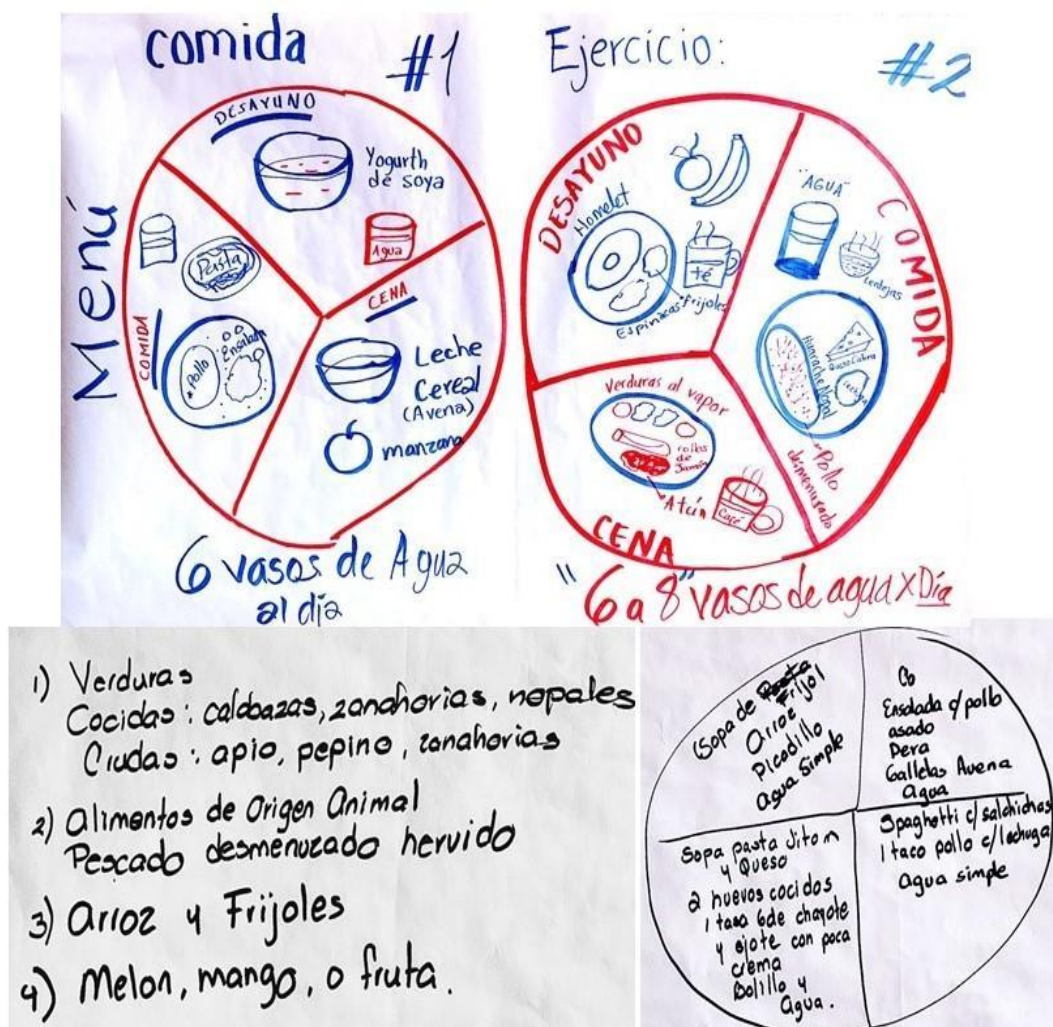 comida
#1
Menú
DESAYUNO
Yogurth
de soya
Agua
CENA
Leche
Cereal
(Avena)
manzana
COMIDA
Pasta
Pollo
Ensalada
6 vasos de Agua
al día
Ejercicio:
#2
DESAYUNO
Homelet
té
frijoles
Espinacas
COMIDA
"AGUA"
Lentejas
Huarache Nopal
Queso Cabra
Lechuga
Pollo
desmenuzado
CENA
Verduras al vapor
rollos
de
Jamón
Atún
Café
"6 a 8" vasos de agua x Día
1) Verduras
Cocidas: calabazas, zanahorias, nopales
Crudas: apio, pepino, zanahorias
2) Alimentos de Origen Animal
Pescado desmenuzado hervido
3) Arroz y Frijoles
4) Melon, mango, o fruta.
(Sopa de Frijol
Arroz
Picadillo
agua simple
Ensalada c/pollo
asado
Pera
Galletas Avena
Agua
Sopa pasta Jitom
y Queso
2 huevos cocidos
1 tasa de chayote
y ejote con poca
crema
Bolillo y
agua.
Spaghetti c/salchichas
1 taco pollo c/lechuga
agua simple